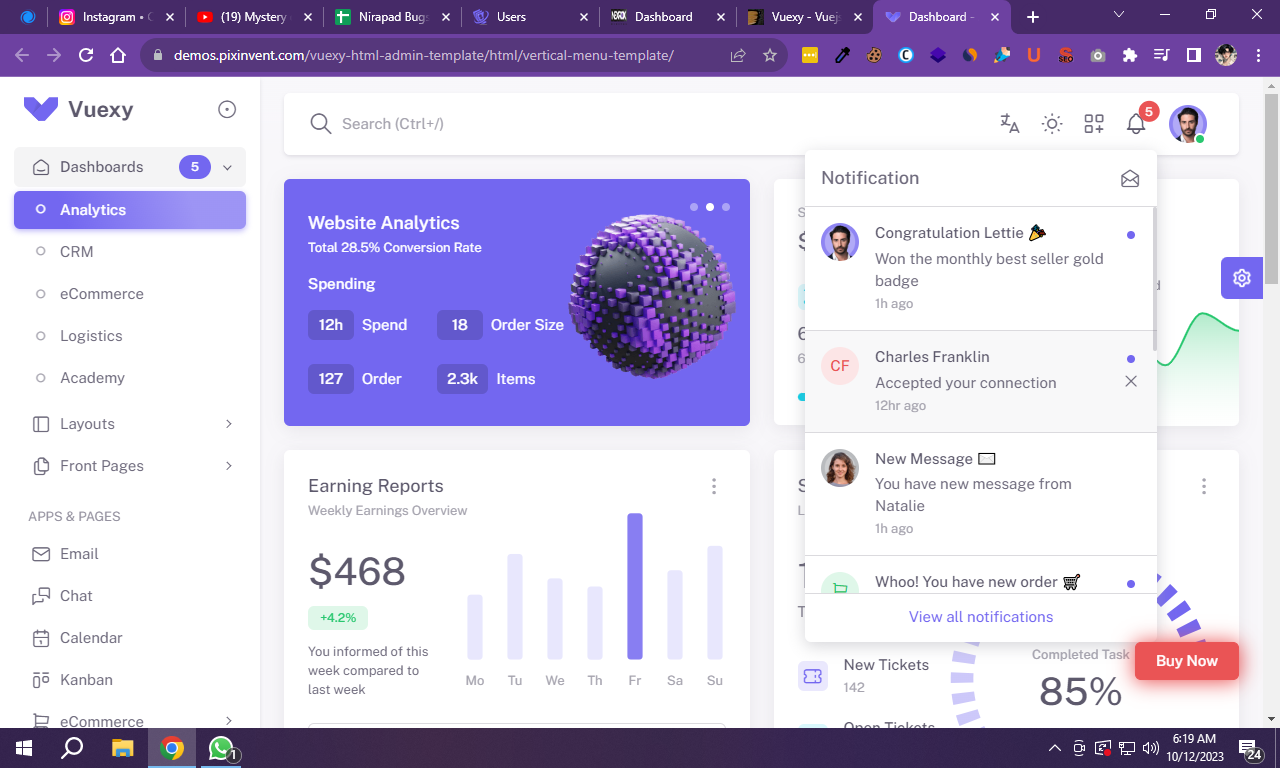 Instagram • C
(19) Mystery
Nirapad Bugs
Users
Dashboard
Vuexy - Vuejs
Dashboard -
demos.pixinvent.com/vuexy-html-admin-template/html/vertical-menu-template/
SEO
Vuexy
Search (Ctrl+/)
5
Dashboards
5
Analytics
CRM
eCommerce
Logistics
Academy
Layouts
Front Pages
APPS & PAGES
Email
Chat
Calendar
Kanban
eCommerce
Website Analytics
Total 28.5% Conversion Rate
Spending
12h Spend
18 Order Size
127 Order
2.3k Items
Earning Reports
Weekly Earnings Overview
$468
+4.2%
You informed of this
week compared to
last week
Mo Tu We Th Fr Sa Su
Notification
Congratulation Lettie
Won the monthly best seller gold
badge
1h ago
CF
Charles Franklin
Accepted your connection
12hr ago
New Message
You have new message from
Natalie
1h ago
Whoo! You have new order
View all notifications
New Tickets
142
Open Tickets
Completed Task
85%
Buy Now
1
6:19 AM
10/12/2023
24